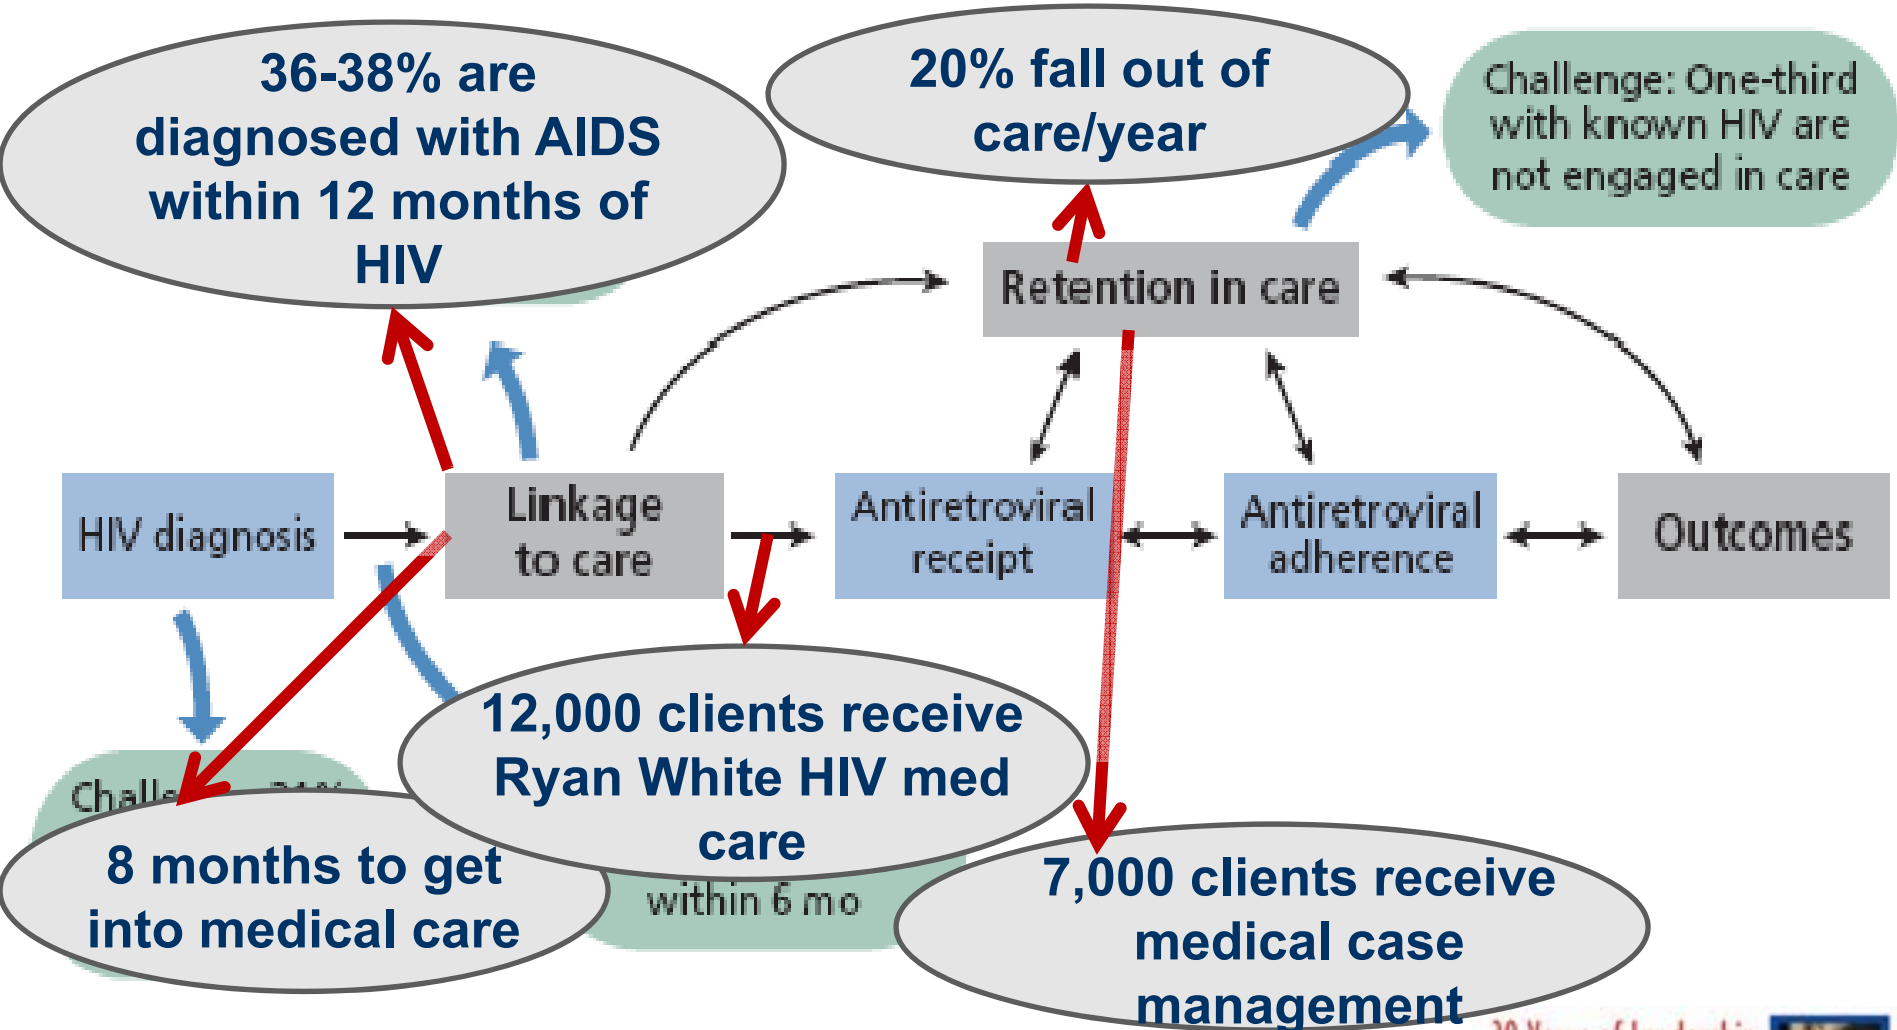 36-38% are
diagnosed with AIDS
within 12 months of
HIV
20% fall out of
care/year
Challenge: One-third
with known HIV are
not engaged in care
Retention in care
HIV diagnosis
Linkage
to care
Antiretroviral
receipt
Antiretroviral
adherence
Outcomes
12,000 clients receive
Ryan White HIV med
care
8 months to get
into medical care
within 6 mo
7,000 clients receive
medical case
management